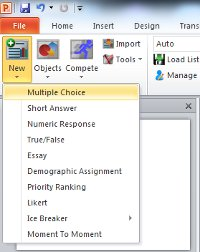 File Home Insert Design Trans
New Objects Compete Import Tools Auto Load List Manage
Multiple Choice
Short Answer
Numeric Response
True/False
Essay
Demographic Assignment
Priority Ranking
Likert
Ice Breaker
Moment To Moment